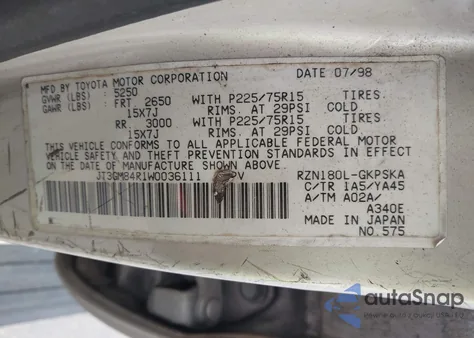 MFD BY TOYOTA MOTOR CORPORATION DATE 07/98
GVWR (LBS) : 5250
GAWR (LBS) : FRT 2650 WITH P225/75R15 TIRES.
15X7J RIMS. AT 29PSI COLD.
RR 3000 WITH P225/75R15 TIRES.
15X7J RIMS. AT 29PSI COLD.
THIS VEHICLE CONFORMS TO ALL APPLICABLE FEDERAL MOTOR
VEHICLE SAFETY AND THEFT PREVENTION STANDARDS IN EFFECT
ON THE DATE OF MANUFACTURE SHOWN ABOVE.
JT3GM84R1W0036111 RZN180L-GKPSKA
C/TR 1A5/YA45
A/TM A02A/
A340E
MADE IN JAPAN
NO. 575
autoSnap